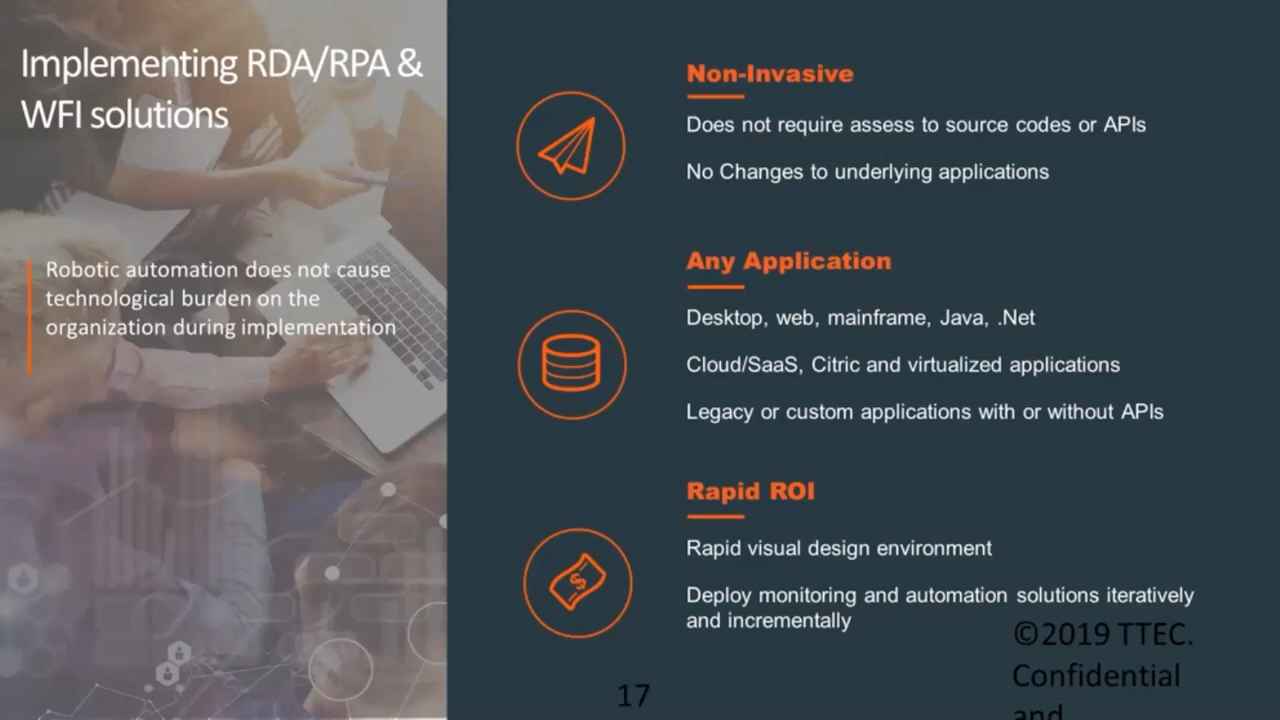 Implementing RDA/RPA &
WFI solutions
Robotic automation does not cause
technological burden on the
organization during implementation
Non-Invasive
Does not require assess to source codes or APIs
No Changes to underlying applications
Any Application
Desktop, web, mainframe, Java, .Net
Cloud/SaaS, Citric and virtualized applications
Legacy or custom applications with or without APIs
Rapid ROI
$
Rapid visual design environment
Deploy monitoring and automation solutions iteratively
and incrementally
©2019 TTEC.
Confidential
and
17